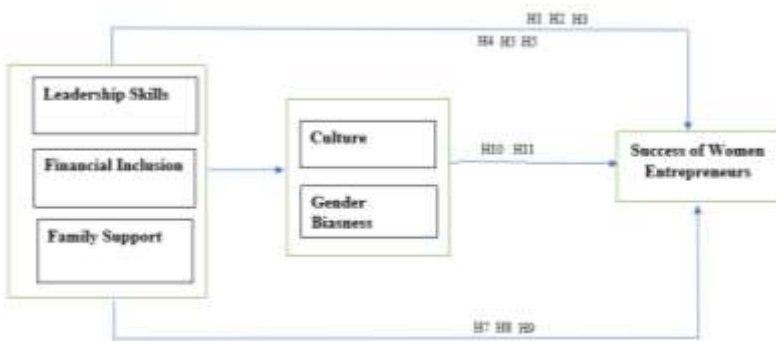 H1 H2 H3
H4 H5 H5
Leadership Skills
Financial Inclusion
Family Support
Culture
Gender
Biasness
H10 H11
Success of Women
Entrepreneurs
H7 H8 H9